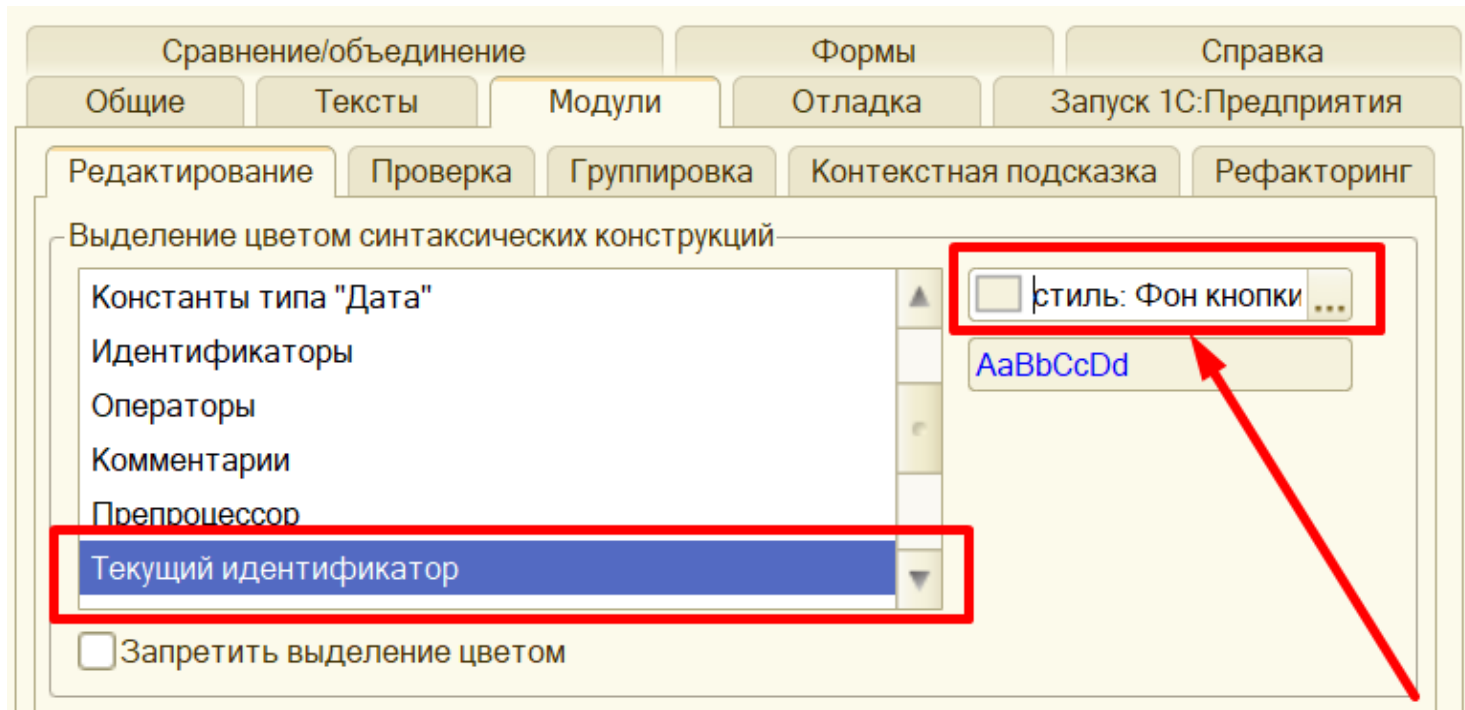 Сравнение/объединение Формы Справка
Общие Тексты Модули Отладка Запуск 1С:Предприятия
Редактирование Проверка Группировка Контекстная подсказка Рефакторинг
Выделение цветом синтаксических конструкций
Константы типа "Дата"
Идентификаторы
Операторы
Комментарии
Препроцессор
Текущий идентификатор
Запретить выделение цветом
стиль: Фон кнопки ...
AaBbCcDd